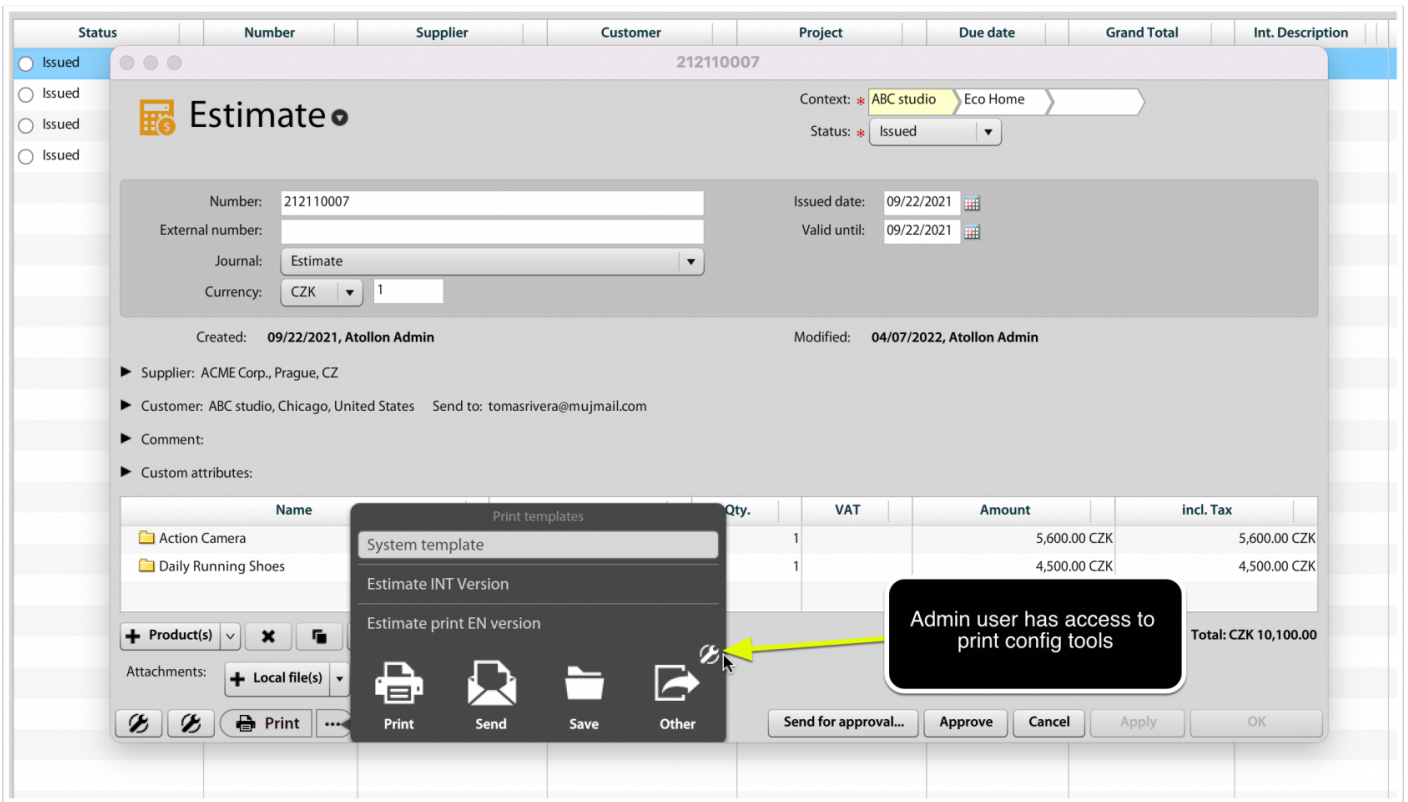 Status Number Supplier Customer Project Due date Grand Total Int. Description
Issued
Issued
Issued
Issued
212110007
Estimate
Context: * ABC studio Eco Home
Status: * Issued
Number: 212110007
Issued date: 09/22/2021
External number:
Valid until: 09/22/2021
Journal: Estimate
Currency: CZK 1
Created: 09/22/2021, Atollon Admin
Modified: 04/07/2022, Atollon Admin
Supplier: ACME Corp., Prague, CZ
Customer: ABC studio, Chicago, United States Send to: tomasrivera@mujmail.com
Comment:
Custom attributes:
Name Qty. VAT Amount incl. Tax
Action Camera 1 5,600.00 CZK 5,600.00 CZK
Daily Running Shoes 1 4,500.00 CZK 4,500.00 CZK
Print templates
System template
Estimate INT Version
Estimate print EN version
Print Send Save Other
Admin user has access to
print config tools
Product(s)
Total: CZK 10,100.00
Attachments: Local file(s)
Print
Send for approval... Approve Cancel Apply OK